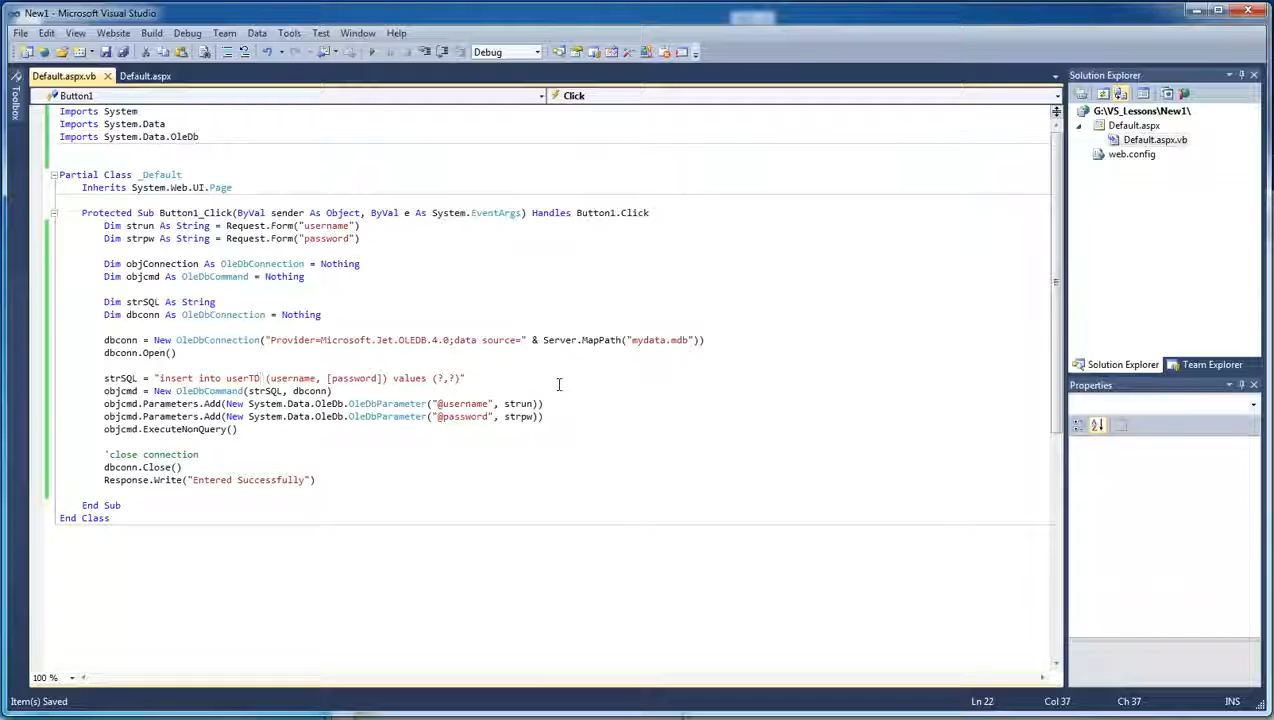 New1 - Microsoft Visual Studio
File Edit View Website Build Debug Team Data Tools Test Window Help
Debug
Default.aspx.vb Default.aspx
Button1 Click
Toolbox
Imports System
Imports System.Data
Imports System.Data.OleDb
Partial Class _Default
Inherits System.Web.UI.Page
Protected Sub Button1_Click(ByVal sender As Object, ByVal e As System.EventArgs) Handles Button1.Click
Dim strun As String = Request.Form("username")
Dim strpw As String = Request.Form("password")
Dim objConnection As OleDbConnection = Nothing
Dim objcmd As OleDbCommand = Nothing
Dim strSQL As String
Dim dbconn As OleDbConnection = Nothing
dbconn = New OleDbConnection("Provider=Microsoft.Jet.OLEDB.4.0;data source=" & Server.MapPath("mydata.mdb"))
dbconn.Open()
strSQL = "insert into userTD (username, [password]) values (?,?)"
objcmd = New OleDbCommand(strSQL, dbconn)
objcmd.Parameters.Add(New System.Data.OleDb.OleDbParameter("@username", strun))
objcmd.Parameters.Add(New System.Data.OleDb.OleDbParameter("@password", strpw))
objcmd.ExecuteNonQuery()
'close connection
dbconn.Close()
Response.Write("Entered Successfully")
End Sub
End Class
100 %
Solution Explorer
G:\VS_Lessons\New1\
Default.aspx
Default.aspx.vb
web.config
Solution Explorer Team Explorer
Properties
Item(s) Saved Ln 22 Col 37 Ch 37 INS